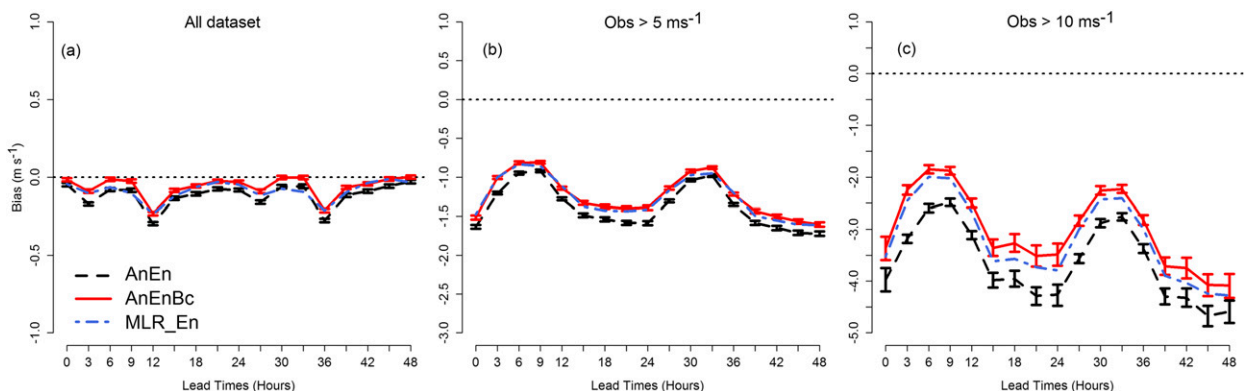 All dataset
(a)
Bias (m s⁻¹)
1.0
0.5
0.0
-0.5
-1.0
AnEn
AnEnBc
MLR_En
0 3 6 9 12 18 24 30 36 42 48
Lead Times (Hours)
Obs > 5 ms⁻¹
(b)
1.0
0.5
0.0
-1.0
-1.5
-2.0
-3.0
0 3 6 9 12 18 24 30 36 42 48
Lead Times (Hours)
Obs > 10 ms⁻¹
(c)
1.0
0.0
-1.0
-2.0
-3.0
-4.0
-5.0
0 3 6 9 12 18 24 30 36 42 48
Lead Times (Hours)